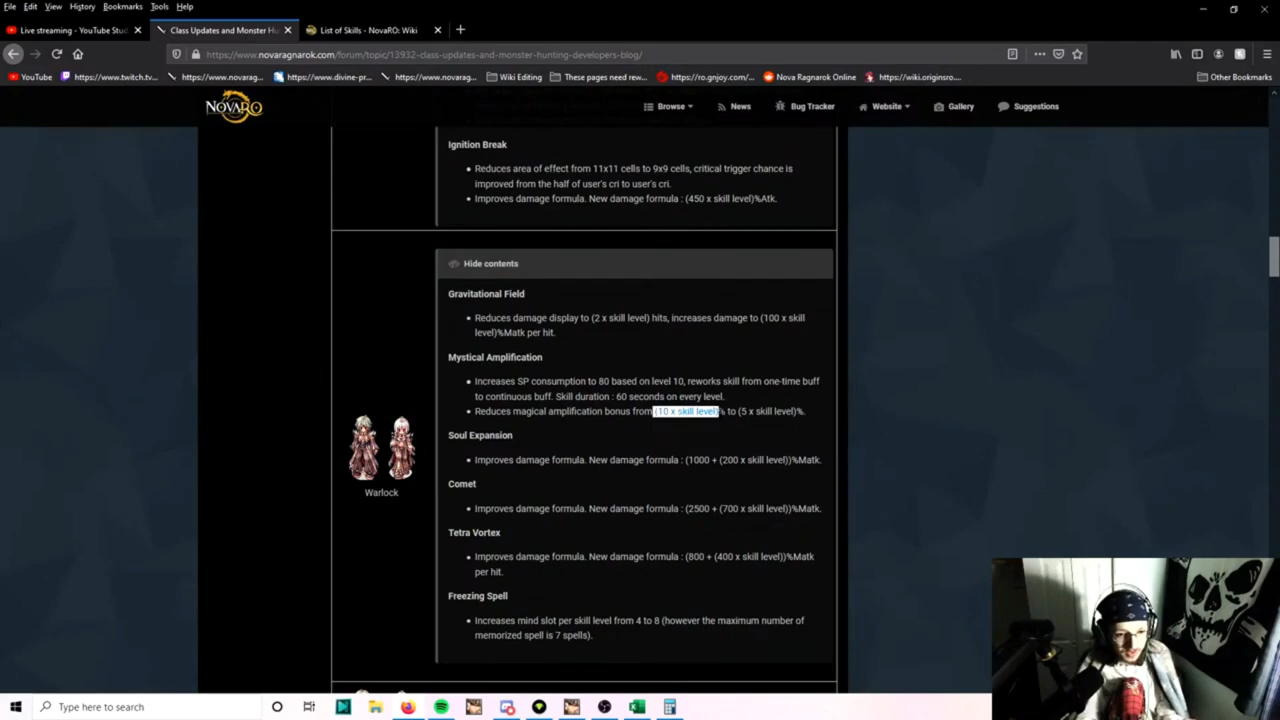 File Edit View History Bookmarks Tools Help
Live streaming - YouTube Stud
Class Updates and Monster Hu
List of Skills - NovaRO: Wiki
https://www.novaragnarok.com/forum/topic/13932-class-updates-and-monster-hunting-developers-blog/
YouTube https://www.twitch.tv... https://www.novarag... https://www.divine-pr... https://www.novarag... Wiki Editing These pages need rew... https://ro.gnjoy.com/... Nova Ragnarok Online https://wiki.originsro.... Other Bookmarks
NOVARO
Browse News Bug Tracker Website Gallery Suggestions
Ignition Break
Reduces area of effect from 11x11 cells to 9x9 cells, critical trigger chance is
improved from the half of user's cri to user's cri.
Improves damage formula. New damage formula : (450 x skill level)%Atk.
Hide contents
Gravitational Field
Reduces damage display to (2 x skill level) hits, increases damage to (100 x skill
level)%Matk per hit.
Mystical Amplification
Increases SP consumption to 80 based on level 10, reworks skill from one-time buff
to continuous buff. Skill duration : 60 seconds on every level.
Reduces magical amplification bonus from (10 x skill level)% to (5 x skill level)%.
Soul Expansion
Improves damage formula. New damage formula : (1000 + (200 x skill level))%Matk.
Comet
Improves damage formula. New damage formula : (2500 + (700 x skill level))%Matk.
Warlock
Tetra Vortex
Improves damage formula. New damage formula : (800 + (400 x skill level))%Matk
per hit.
Freezing Spell
Increases mind slot per skill level from 4 to 8 (however the maximum number of
memorized spell is 7 spells).
Type here to search